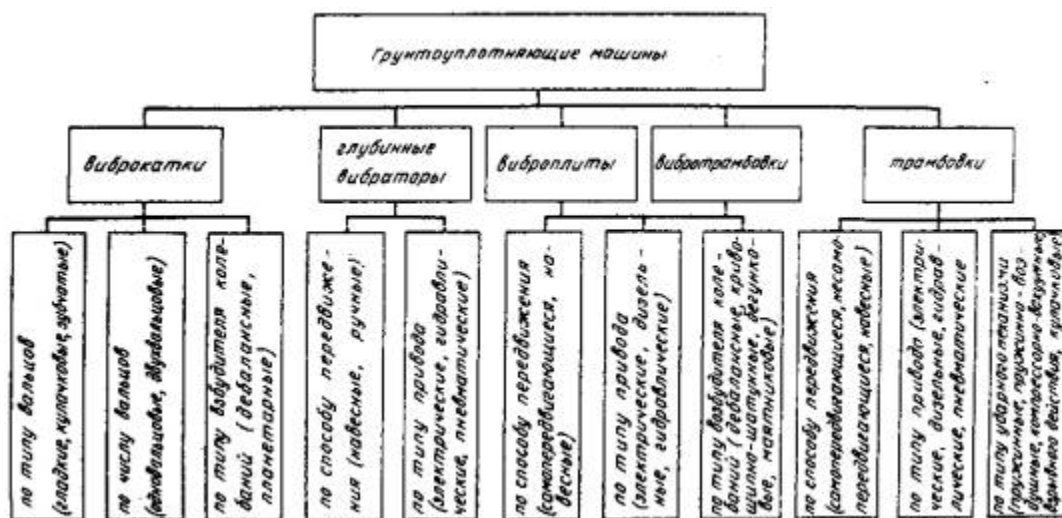 Грунтоуплотняющие машины
виброкатки
глубинные
вибраторы
виброплиты
вибротрамбовки
трамбовки
по типу вальцов
(гладкие, кулачковые, зубчатые)
по числу вальцов
(одновальцовые, двухвальцовые)
по типу возбудителя коле-
баний (дебалансные,
планетарные)
по способу передвиже-
ния (навесные, ручные)
по типу привода
(электрические, гидравли-
ческие, пневматические)
по способу передвижения
(самопередвигающиеся, на-
весные)
по типу привода
(электрические, дизель-
ные, гидравлические)
по типу возбудителя коле-
баний (дебалансные, криво-
шипно-шатунные, бегунко-
вые, маятниковые)
по способу передвижения
(самопередвигающиеся, несамо-
передвигающиеся, навесные)
по типу привода (электри-
ческие, дизельные, гидрав-
лические, пневматические
по типу ударного механизма
(пружинные, пружинно-воз-
душные, компрессорно-вакуумные,